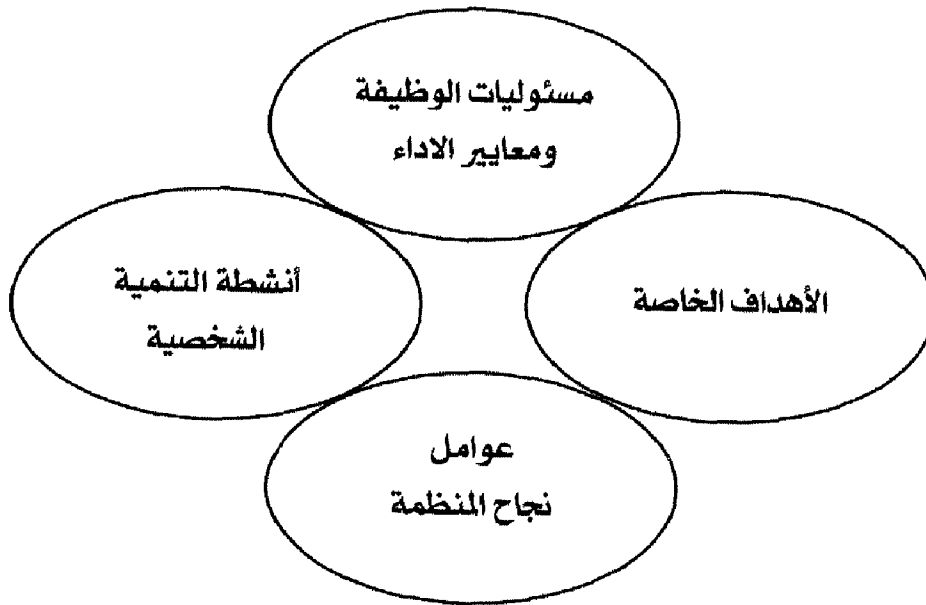 مسئوليات الوظيفة
ومعايير الاداء
الأهداف الخاصة
أنشطة التنمية
الشخصية
عوامل
نجاح المنظمة